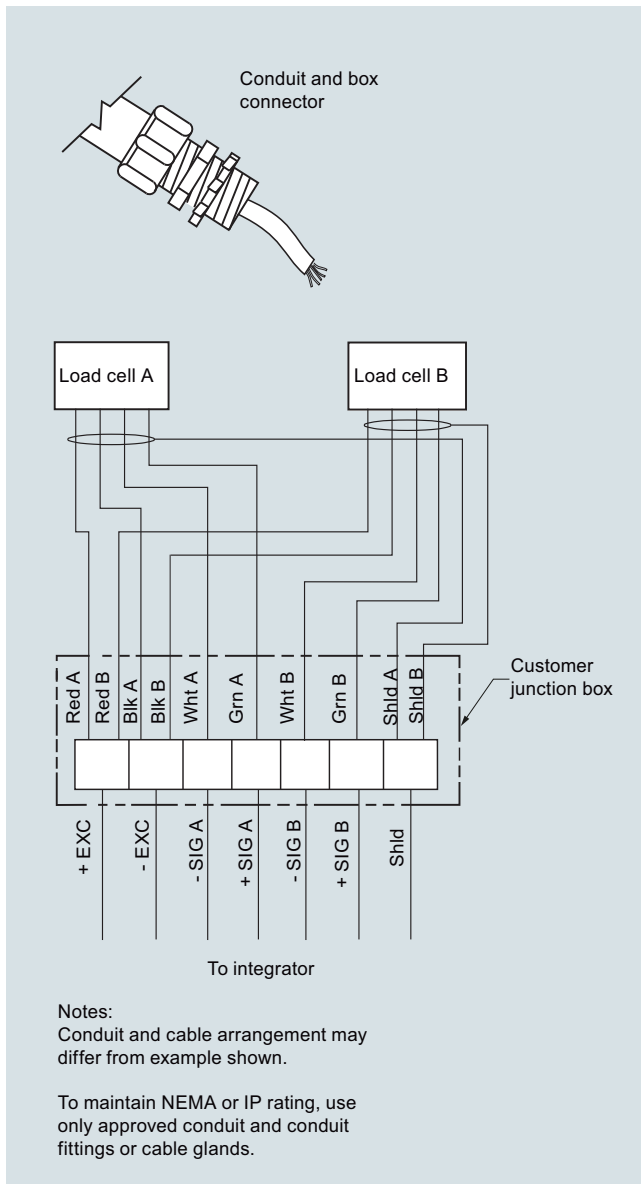 Conduit and box
connector
Load cell A
Load cell B
Red A
Red B
Blk A
Blk B
Wht A
Grn A
Wht B
Grn B
Shld A
Shld B
Customer
junction box
+ EXC
- EXC
- SIG A
+ SIG A
- SIG B
+ SIG B
Shld
To integrator
Notes:
Conduit and cable arrangement may
differ from example shown.
To maintain NEMA or IP rating, use
only approved conduit and conduit
fittings or cable glands.